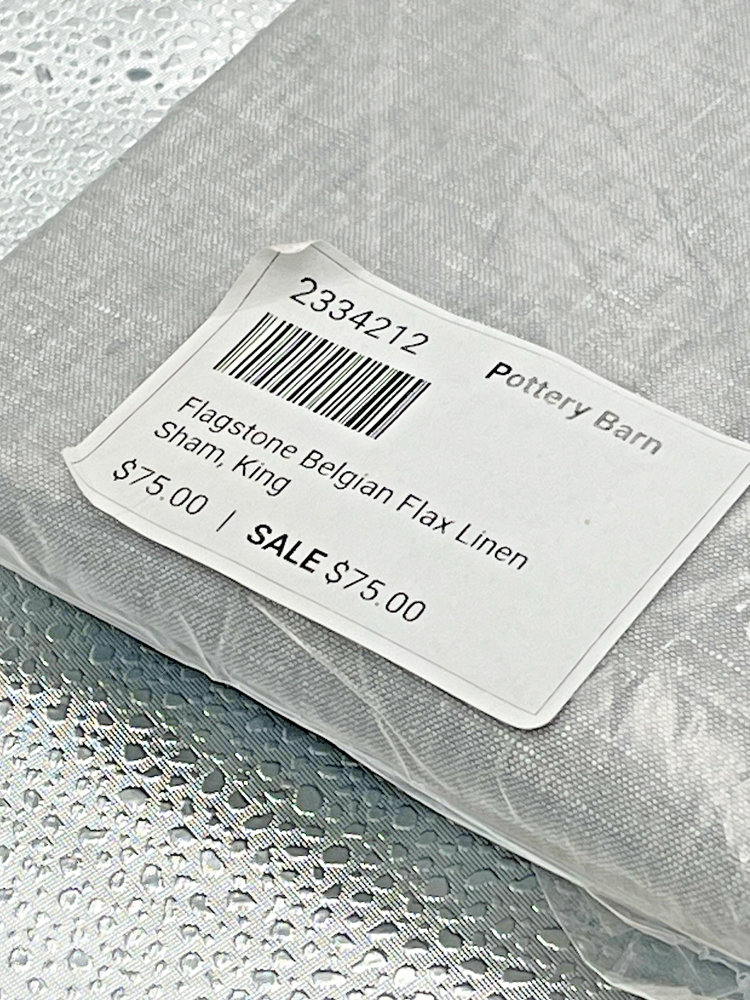 2334212
Pottery Barn
Flagstone Belgian Flax Linen
Sham, King
$75.00 | SALE $75.00